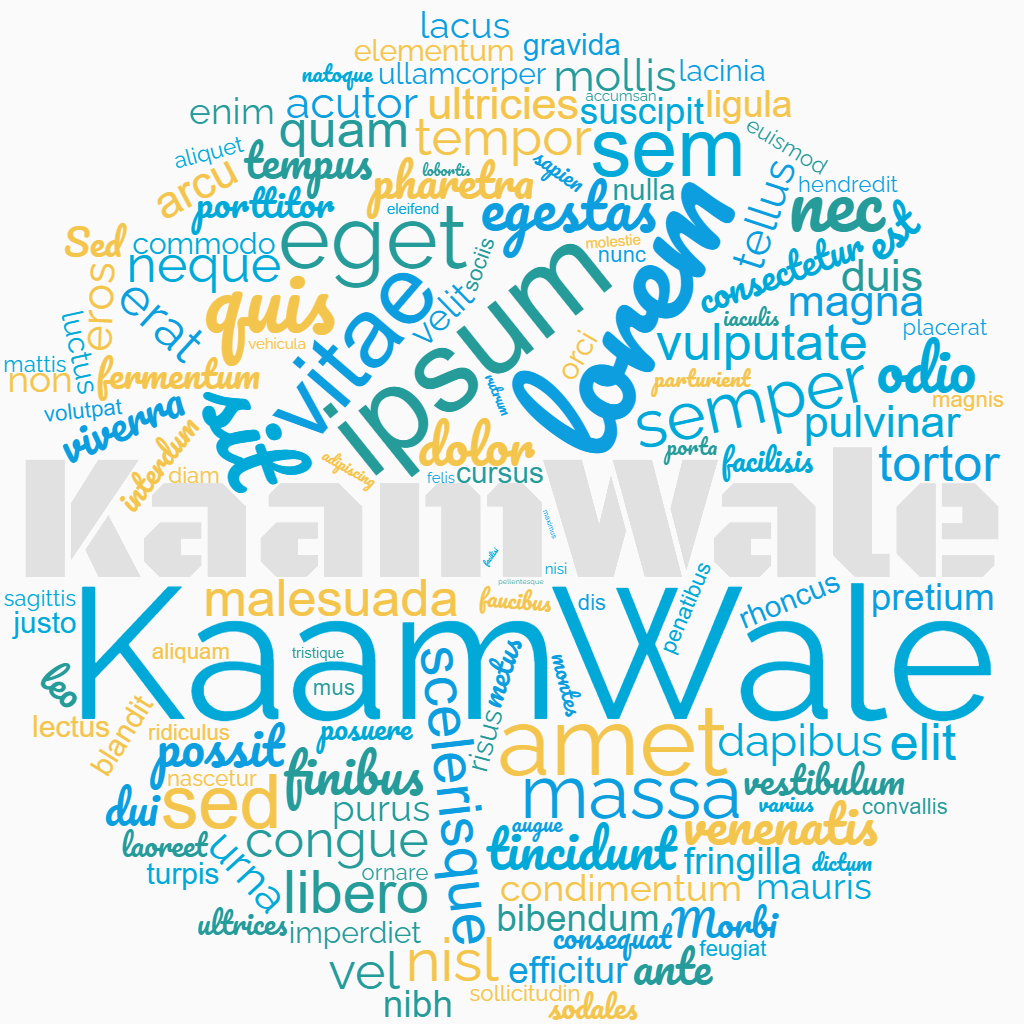 lacus
elementum
gravida
natoque
ullamcorper
mollis
lacinia
enim
acutor
ultricies
accumsan
suscipit
ligula
quam
tempor
sem
euismod
aliquet
tempus
lobortis
pharetra
sapien
nulla
tellus
hendredit
arcu
porttitor
eleifend
egestas
lorem
nec
Sed
commodo
eget
sociis
molestie
nunc
consectetur
est
neque
ipsum
duis
eros
erat
quis
vitae
velit
magna
luctus
vehicula
orci
iaculis
vulputate
placerat
mattis
non
fermentum
rutrum
parturient
semper
odio
volutpat
viverra
sit
dolor
magnis
pulvinar
interdum
adipiscing
porta
diam
felis
cursus
facilisis
tortor
KaamWale
maximus
facilisi
nisi
pellentesque
sagittis
malesuada
faucibus
dis
penatibus
rhoncus
pretium
justo
KaamWale
aliquam
tristique
leo
mus
scelerisque
metus
montes
lectus
blandit
ridiculus
posuere
risus
amet
dapibus
elit
possit
finibus
nascetur
massa
vestibulum
dui
sed
purus
varius
convallis
augue
venenatis
laoreet
urna
congue
tincidunt
fringilla
dictum
turpis
ornare
libero
condimentum
mauris
ultrices
imperdiet
bibendum
Morbi
consequat
feugiat
vel
nisl
efficitur
ante
nibh
sollicitudin
sodales